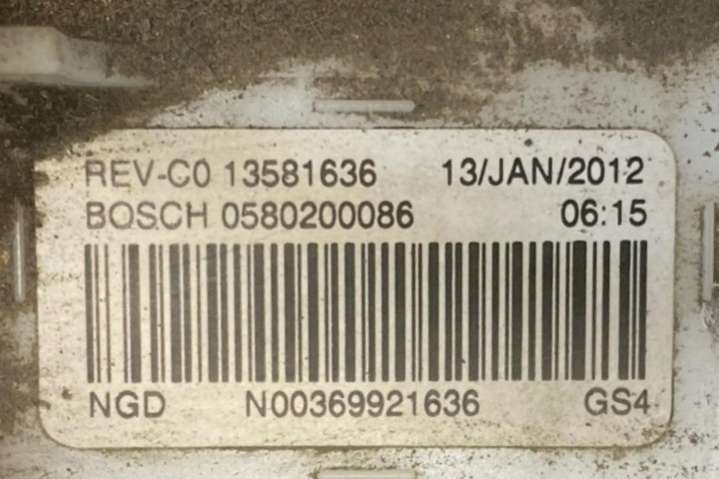 REV-C0 13581636 13/JAN/2012
BOSCH 0580200086 06:15
NGD N00369921636 GS4